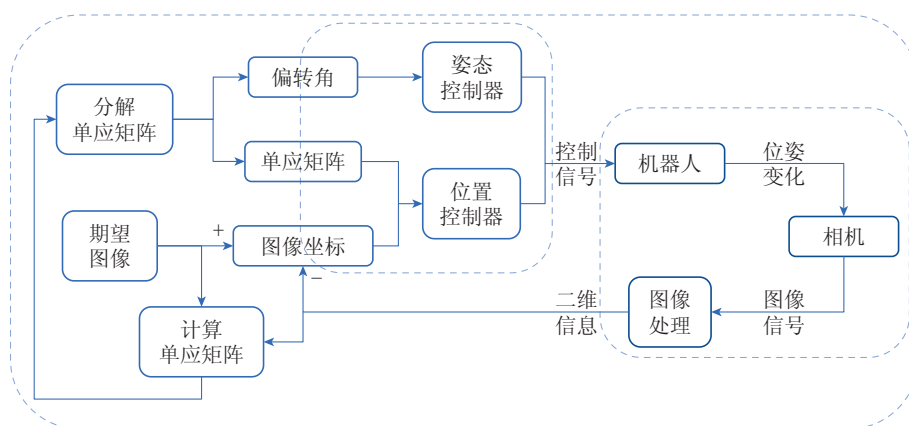 偏转角
姿态
控制器
分解
单应矩阵
单应矩阵
控制
信号
机器人
位姿
变化
位置
控制器
期望
图像
+
图像坐标
−
相机
二维
信息
图像
处理
图像
信号
计算
单应矩阵